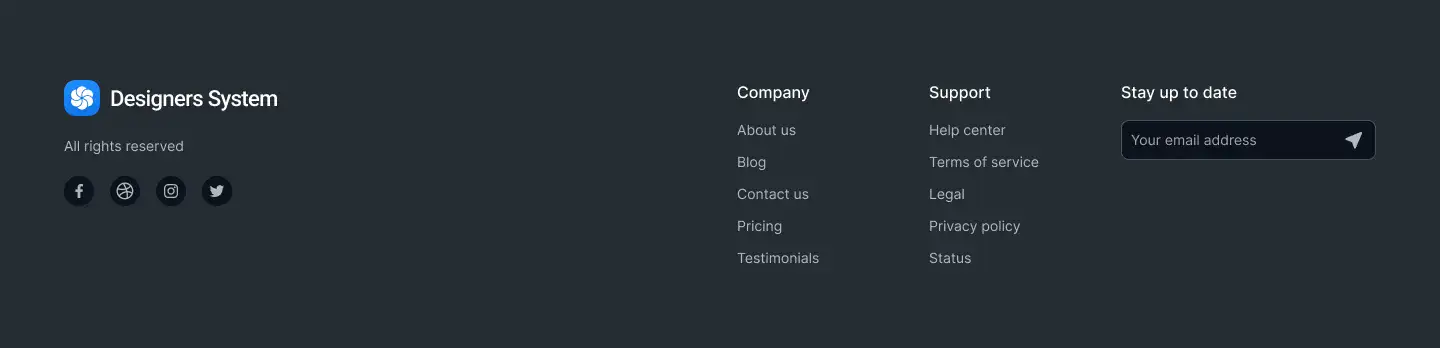 Designers System
All rights reserved
Company
About us
Blog
Contact us
Pricing
Testimonials
Support
Help center
Terms of service
Legal
Privacy policy
Status
Stay up to date
Your email address